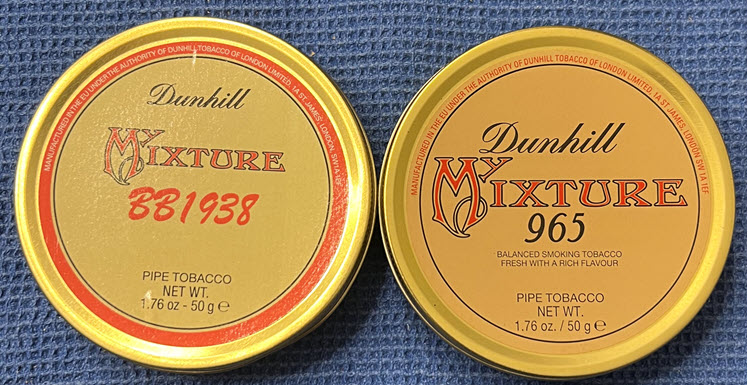 MANUFACTURED IN THE EU UNDER THE AUTHORITY OF DUNHILL TOBACCO OF LONDON LIMITED, 1A ST. JAMES, LONDON, SW1A 1EF
Dunhill
MY MIXTURE
BB1938
PIPE TOBACCO
NET WT.
1.76 oz - 50 g ℮
MANUFACTURED IN THE EU UNDER THE AUTHORITY OF DUNHILL TOBACCO OF LONDON LIMITED, 1A ST JAMES, LONDON SW1A 1EF
Dunhill
MY MIXTURE
965
BALANCED SMOKING TOBACCO
FRESH WITH A RICH FLAVOUR
PIPE TOBACCO
NET WT.
1.76 oz. / 50 g ℮